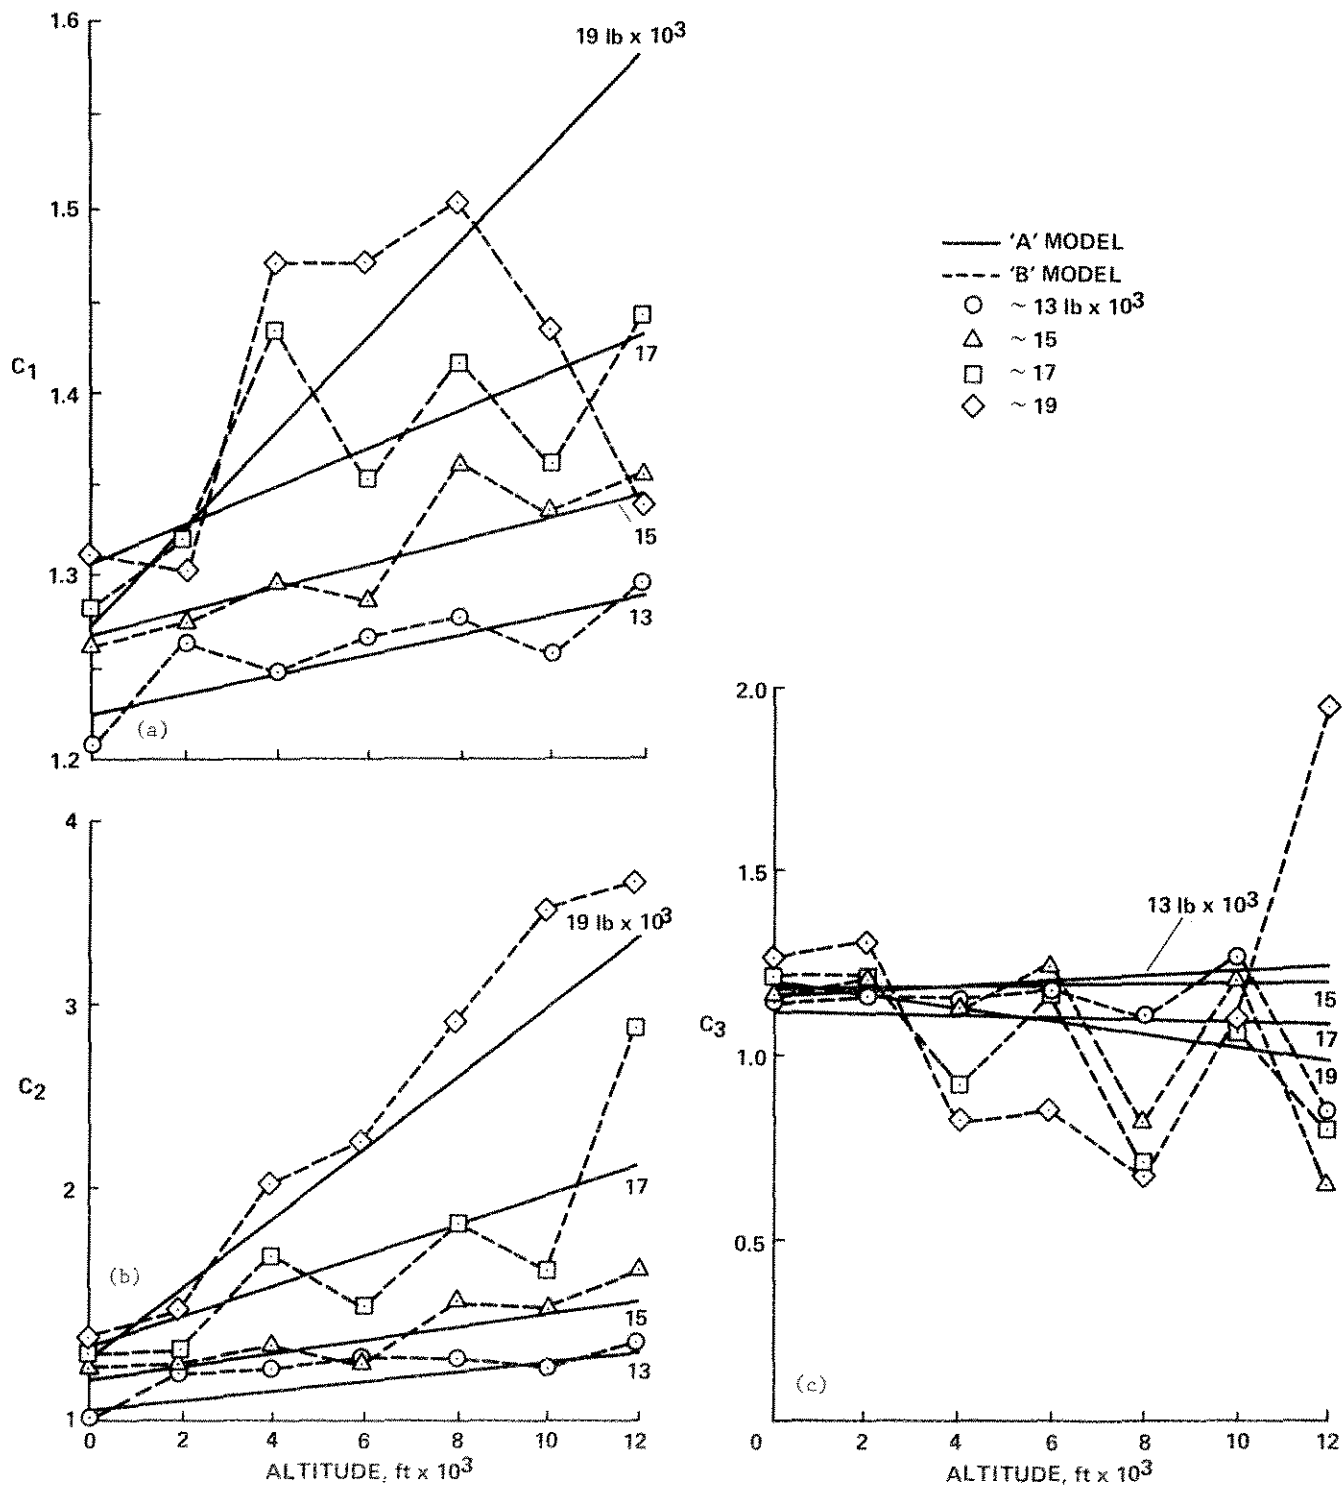 1.6
19 lb x 10³
1.5
C₁
17
1.4
15
1.3
13
(a)
1.2
'A' MODEL
'B' MODEL
~ 13 lb x 10³
~ 15
~ 17
~ 19
4
19 lb x 10³
3
C₂
2
17
(b)
15
13
1
0 2 4 6 8 10 12
ALTITUDE, ft x 10³
2.0
1.5
13 lb x 10³
15
C₃
17
1.0
19
0.5
(c)
0 2 4 6 8 10 12
ALTITUDE, ft x 10³